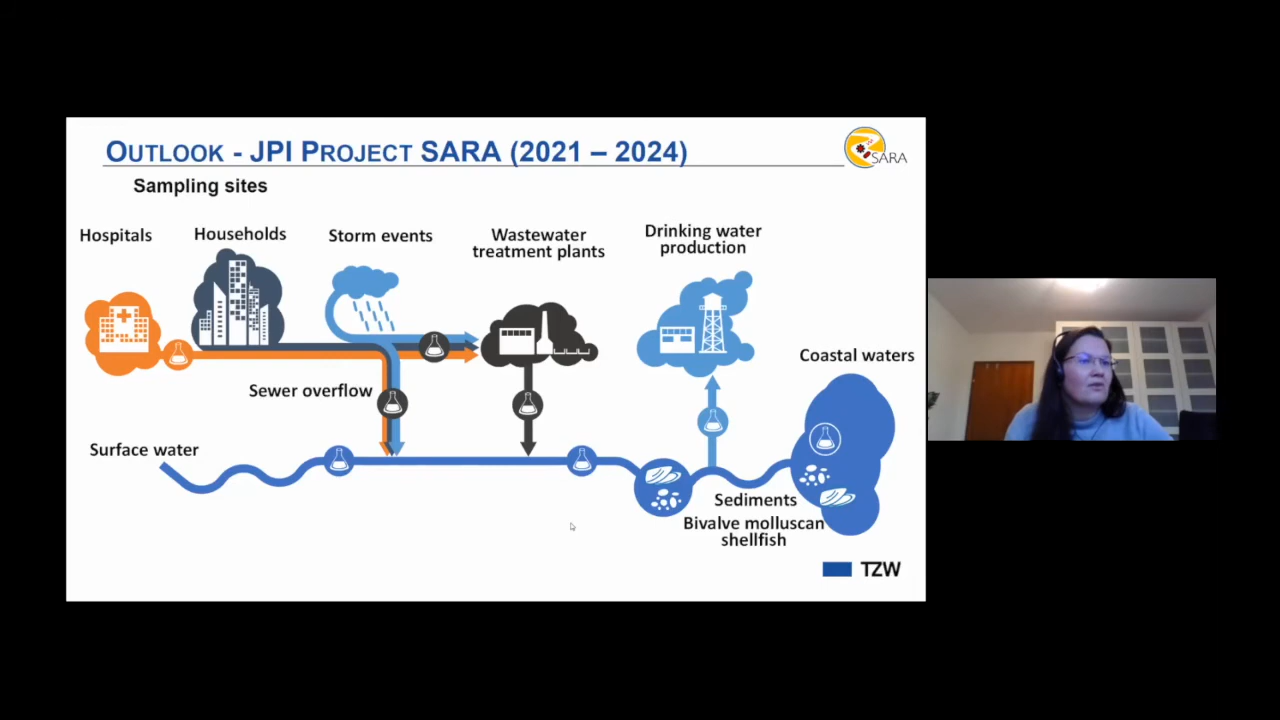 OUTLOOK - JPI PROJECT SARA (2021 – 2024)
SARA
Sampling sites
Hospitals
Households
Storm events
Wastewater
treatment plants
Drinking water
production
Coastal waters
Sewer overflow
Surface water
Sediments
Bivalve molluscan
shellfish
TZW